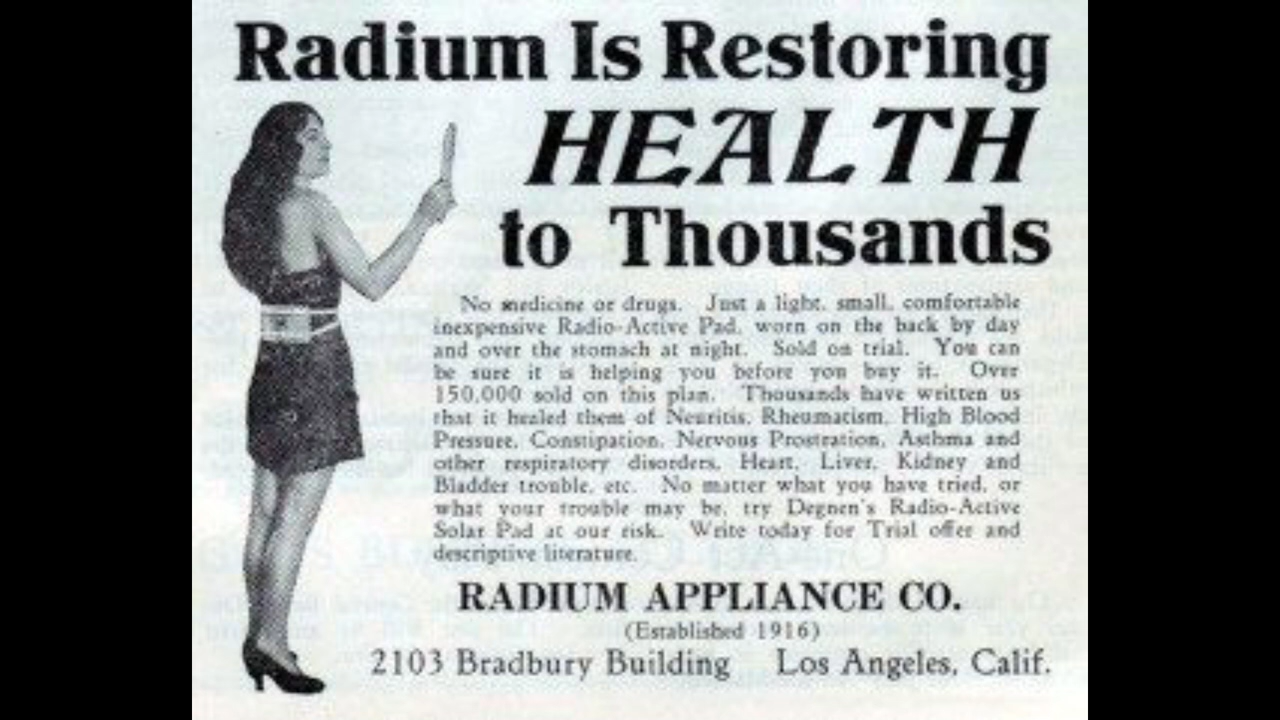 Radium Is Restoring
HEALTH
to Thousands
No medicine or drugs. Just a light, small, comfortable
inexpensive Radio-Active Pad, worn on the back by day
and over the stomach at night. Sold on trial. You can
be sure it is helping you before you buy it. Over
150,000 sold on this plan. Thousands have written us
that it healed them of Neuritis, Rheumatism, High Blood
Pressure, Constipation, Nervous Prostration, Asthma and
other respiratory disorders, Heart, Liver, Kidney and
Bladder trouble, etc. No matter what you have tried, or
what your trouble may be, try Degnen's Radio-Active
Solar Pad at our risk. Write today for Trial offer and
descriptive literature.
RADIUM APPLIANCE CO.
(Established 1916)
2103 Bradbury Building Los Angeles, Calif.